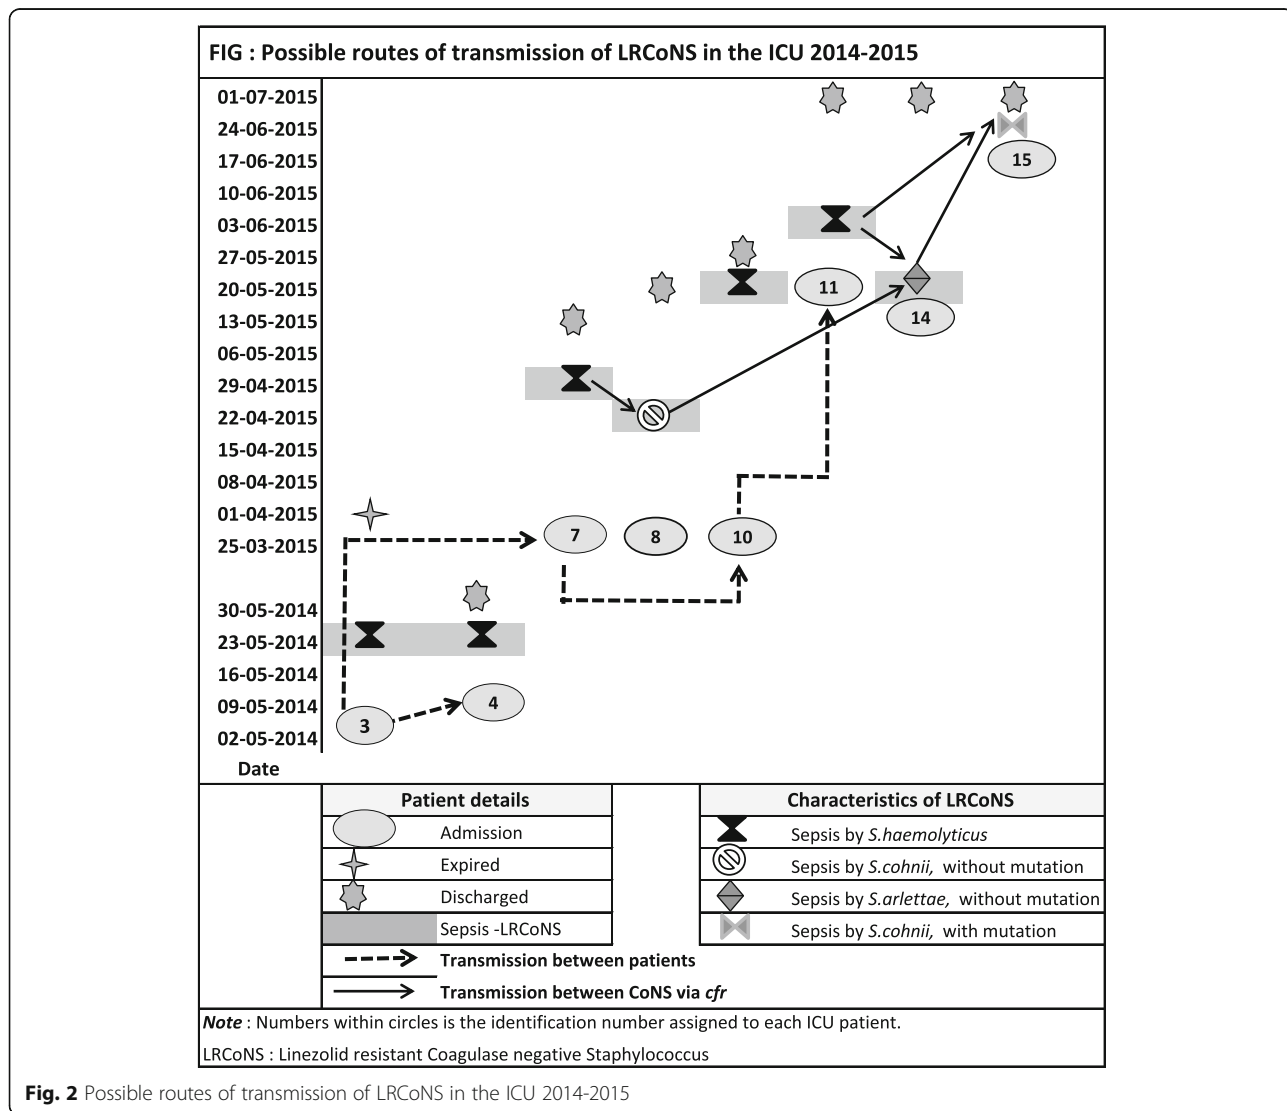 FIG : Possible routes of transmission of LRCoNS in the ICU 2014-2015
01-07-2015
24-06-2015
17-06-2015
15
10-06-2015
03-06-2015
27-05-2015
20-05-2015
11
13-05-2015
14
06-05-2015
29-04-2015
22-04-2015
15-04-2015
08-04-2015
01-04-2015
25-03-2015
7
8
10
30-05-2014
23-05-2014
16-05-2014
09-05-2014
4
3
02-05-2014
Date
Patient details
Admission
Expired
Discharged
Sepsis -LRCoNS
Transmission between patients
Transmission between CoNS via cfr
Characteristics of LRCoNS
Sepsis by S.haemolyticus
Sepsis by S.cohnii, without mutation
Sepsis by S.arlettae, without mutation
Sepsis by S.cohnii, with mutation
Note : Numbers within circles is the identification number assigned to each ICU patient.
LRCoNS : Linezolid resistant Coagulase negative Staphylococcus
Fig. 2 Possible routes of transmission of LRCoNS in the ICU 2014-2015